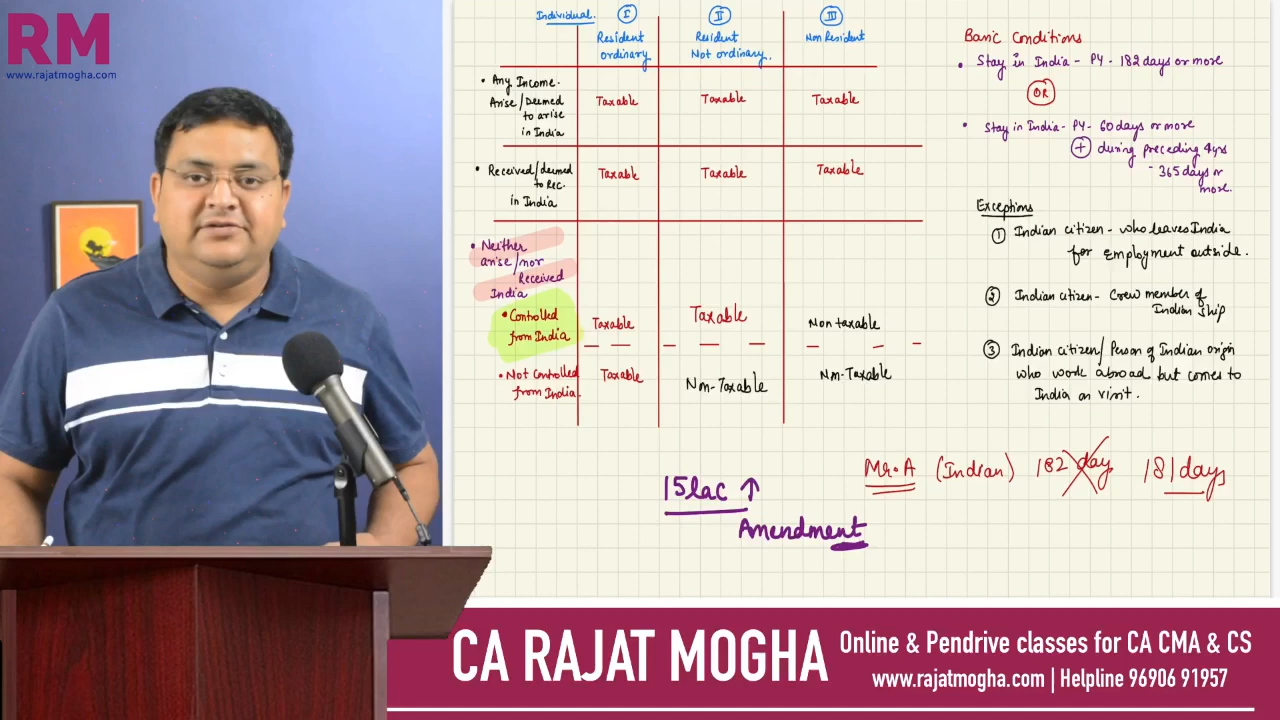 RM
www.rajatmogha.com
Individual. I II III
Resident ordinary
Resident Not ordinary.
Non Resident
• Any Income.
Arise/Deemed
to arise
in India
Taxable Taxable Taxable
• Received/deemed
to Rec.
in India
Taxable Taxable Taxable
• Neither
arise/nor
Received
India
• Controlled
from India
Taxable Taxable Non taxable
• Not controlled
from India.
Taxable Non-Taxable Non-Taxable
Basic Conditions
• Stay in India - PY - 182 days or more
OR
• Stay in India - PY - 60 days or more
+ during preceding 4yrs
- 365 days or
more.
Exceptions
1 Indian citizen - who leaves India
for employment outside.
2 Indian citizen - Crew member of
Indian ship
3 Indian citizen/ Person of Indian origin
who work abroad but comes to
India on visit.
Mr. A (Indian) 182 day 181 days
15 lac ↑
Amendment
CA RAJAT MOGHA
Online & Pendrive classes for CA CMA & CS
www.rajatmogha.com | Helpline 96906 91957